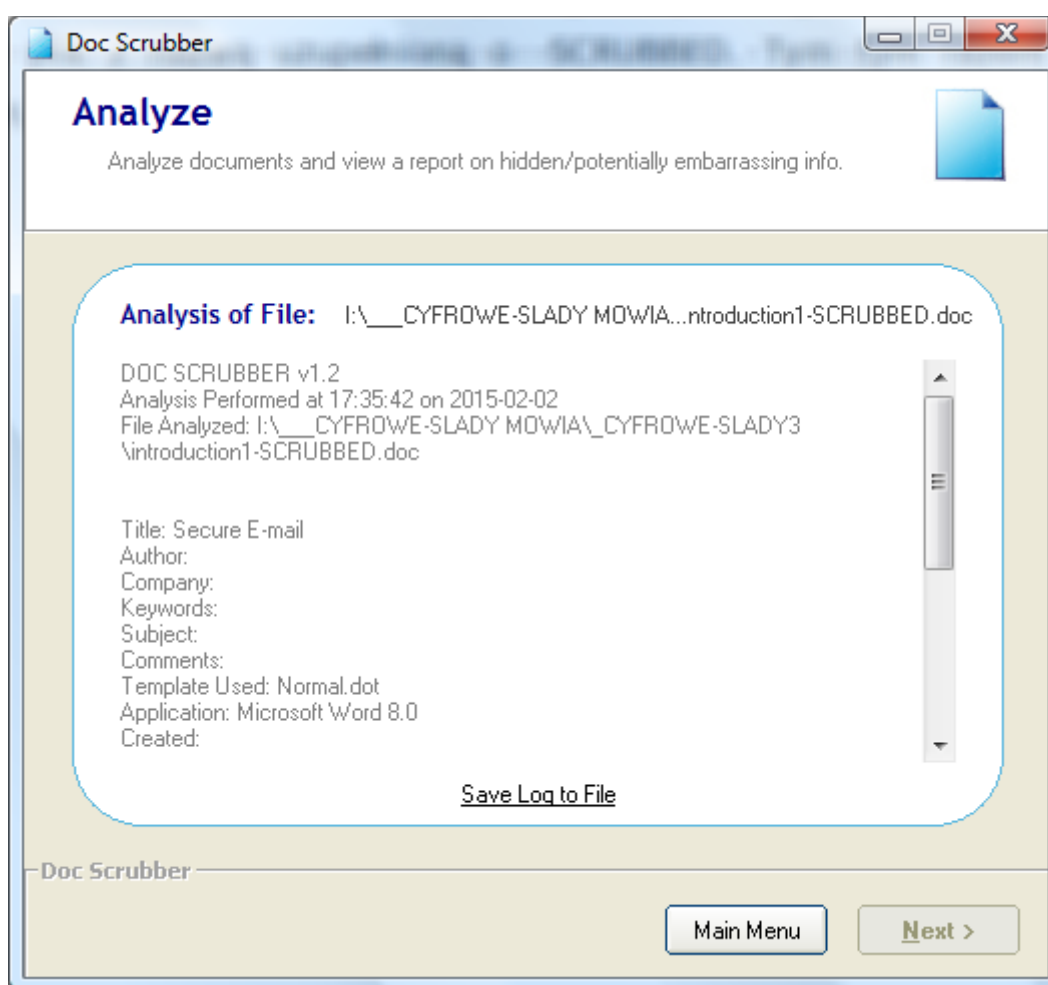 Doc Scrubber
Analyze
Analyze documents and view a report on hidden/potentially embarrassing info.
Analysis of File: I:\___CYFROWE-SLADY MOWIA...ntroduction1-SCRUBBED.doc
DOC SCRUBBER v1.2
Analysis Performed at 17:35:42 on 2015-02-02
File Analyzed: I:\___CYFROWE-SLADY MOWIA\_CYFROWE-SLADY3
\introduction1-SCRUBBED.doc
Title: Secure E-mail
Author:
Company:
Keywords:
Subject:
Comments:
Template Used: Normal.dot
Application: Microsoft Word 8.0
Created:
Save Log to File
Doc Scrubber
Main Menu
Next >